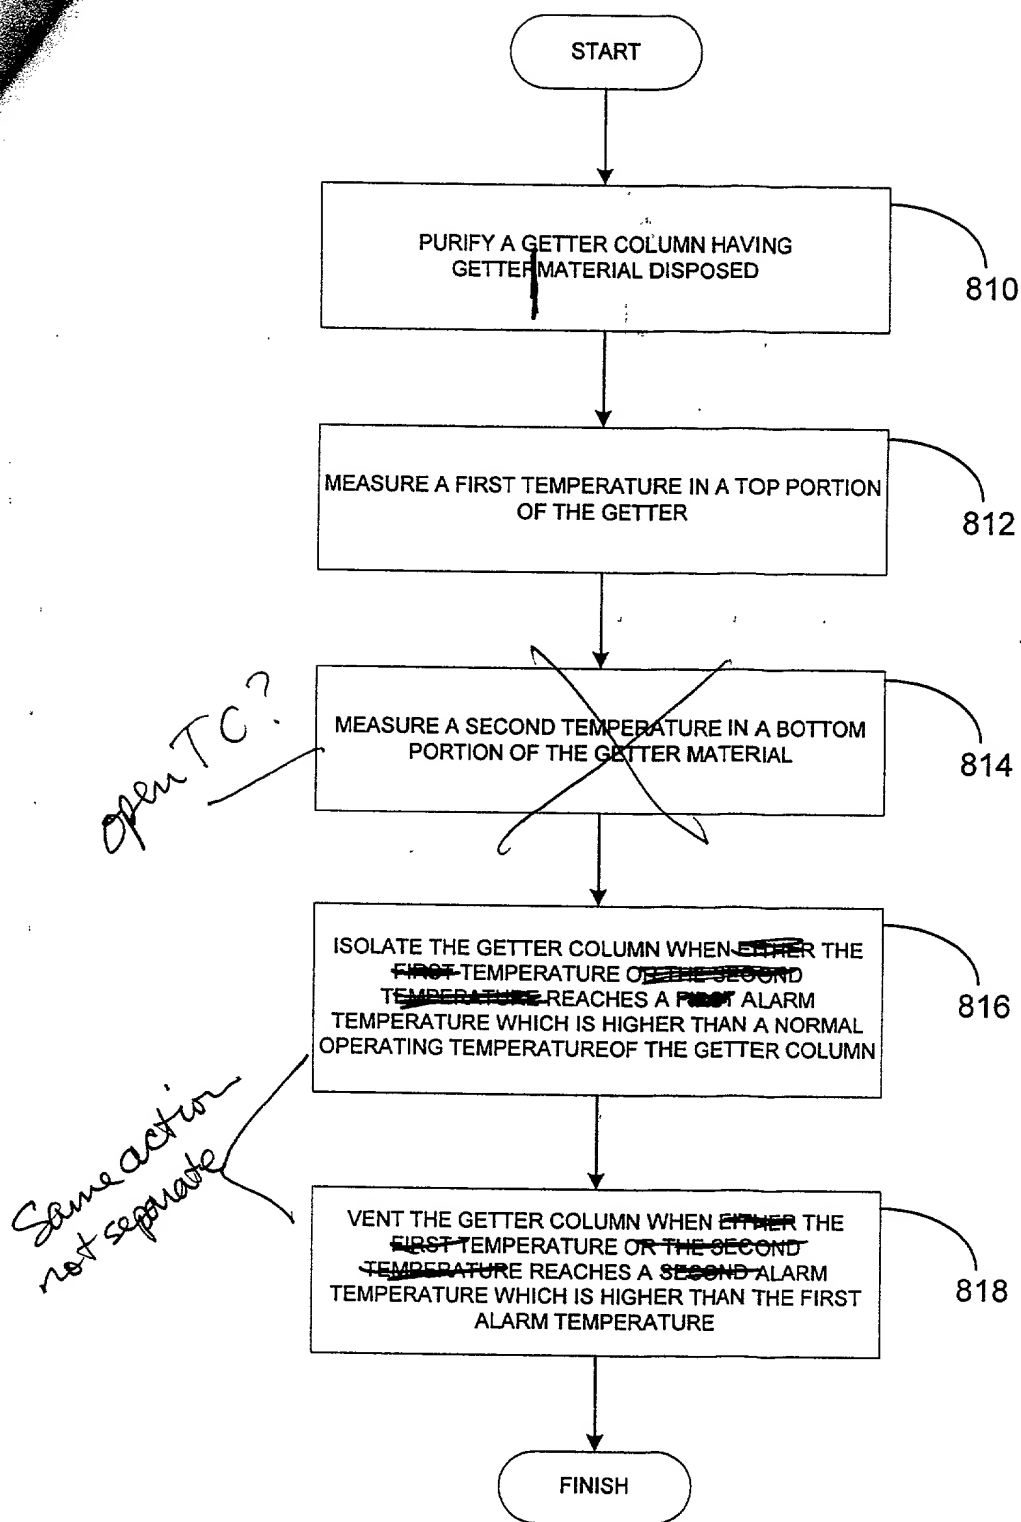 START
PURIFY A GETTER COLUMN HAVING
GETTER MATERIAL DISPOSED
810
MEASURE A FIRST TEMPERATURE IN A TOP PORTION
OF THE GETTER
812
open TC?
MEASURE A SECOND TEMPERATURE IN A BOTTOM
PORTION OF THE GETTER MATERIAL
814
ISOLATE THE GETTER COLUMN WHEN EITHER THE
FIRST TEMPERATURE OR THE SECOND
TEMPERATURE REACHES A FIRST ALARM
TEMPERATURE WHICH IS HIGHER THAN A NORMAL
OPERATING TEMPERATUREOF THE GETTER COLUMN
816
Same action
not separate
VENT THE GETTER COLUMN WHEN EITHER THE
FIRST TEMPERATURE OR THE SECOND
TEMPERATURE REACHES A SECOND ALARM
TEMPERATURE WHICH IS HIGHER THAN THE FIRST
ALARM TEMPERATURE
818
FINISH